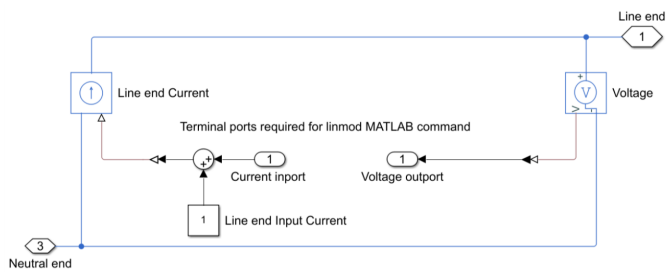 Line end
1
+
V
V
-
Line end Current
Voltage
Terminal ports required for linmod MATLAB command
+
+
1
Current inport
1
Voltage outport
1
Line end Input Current
3
Neutral end